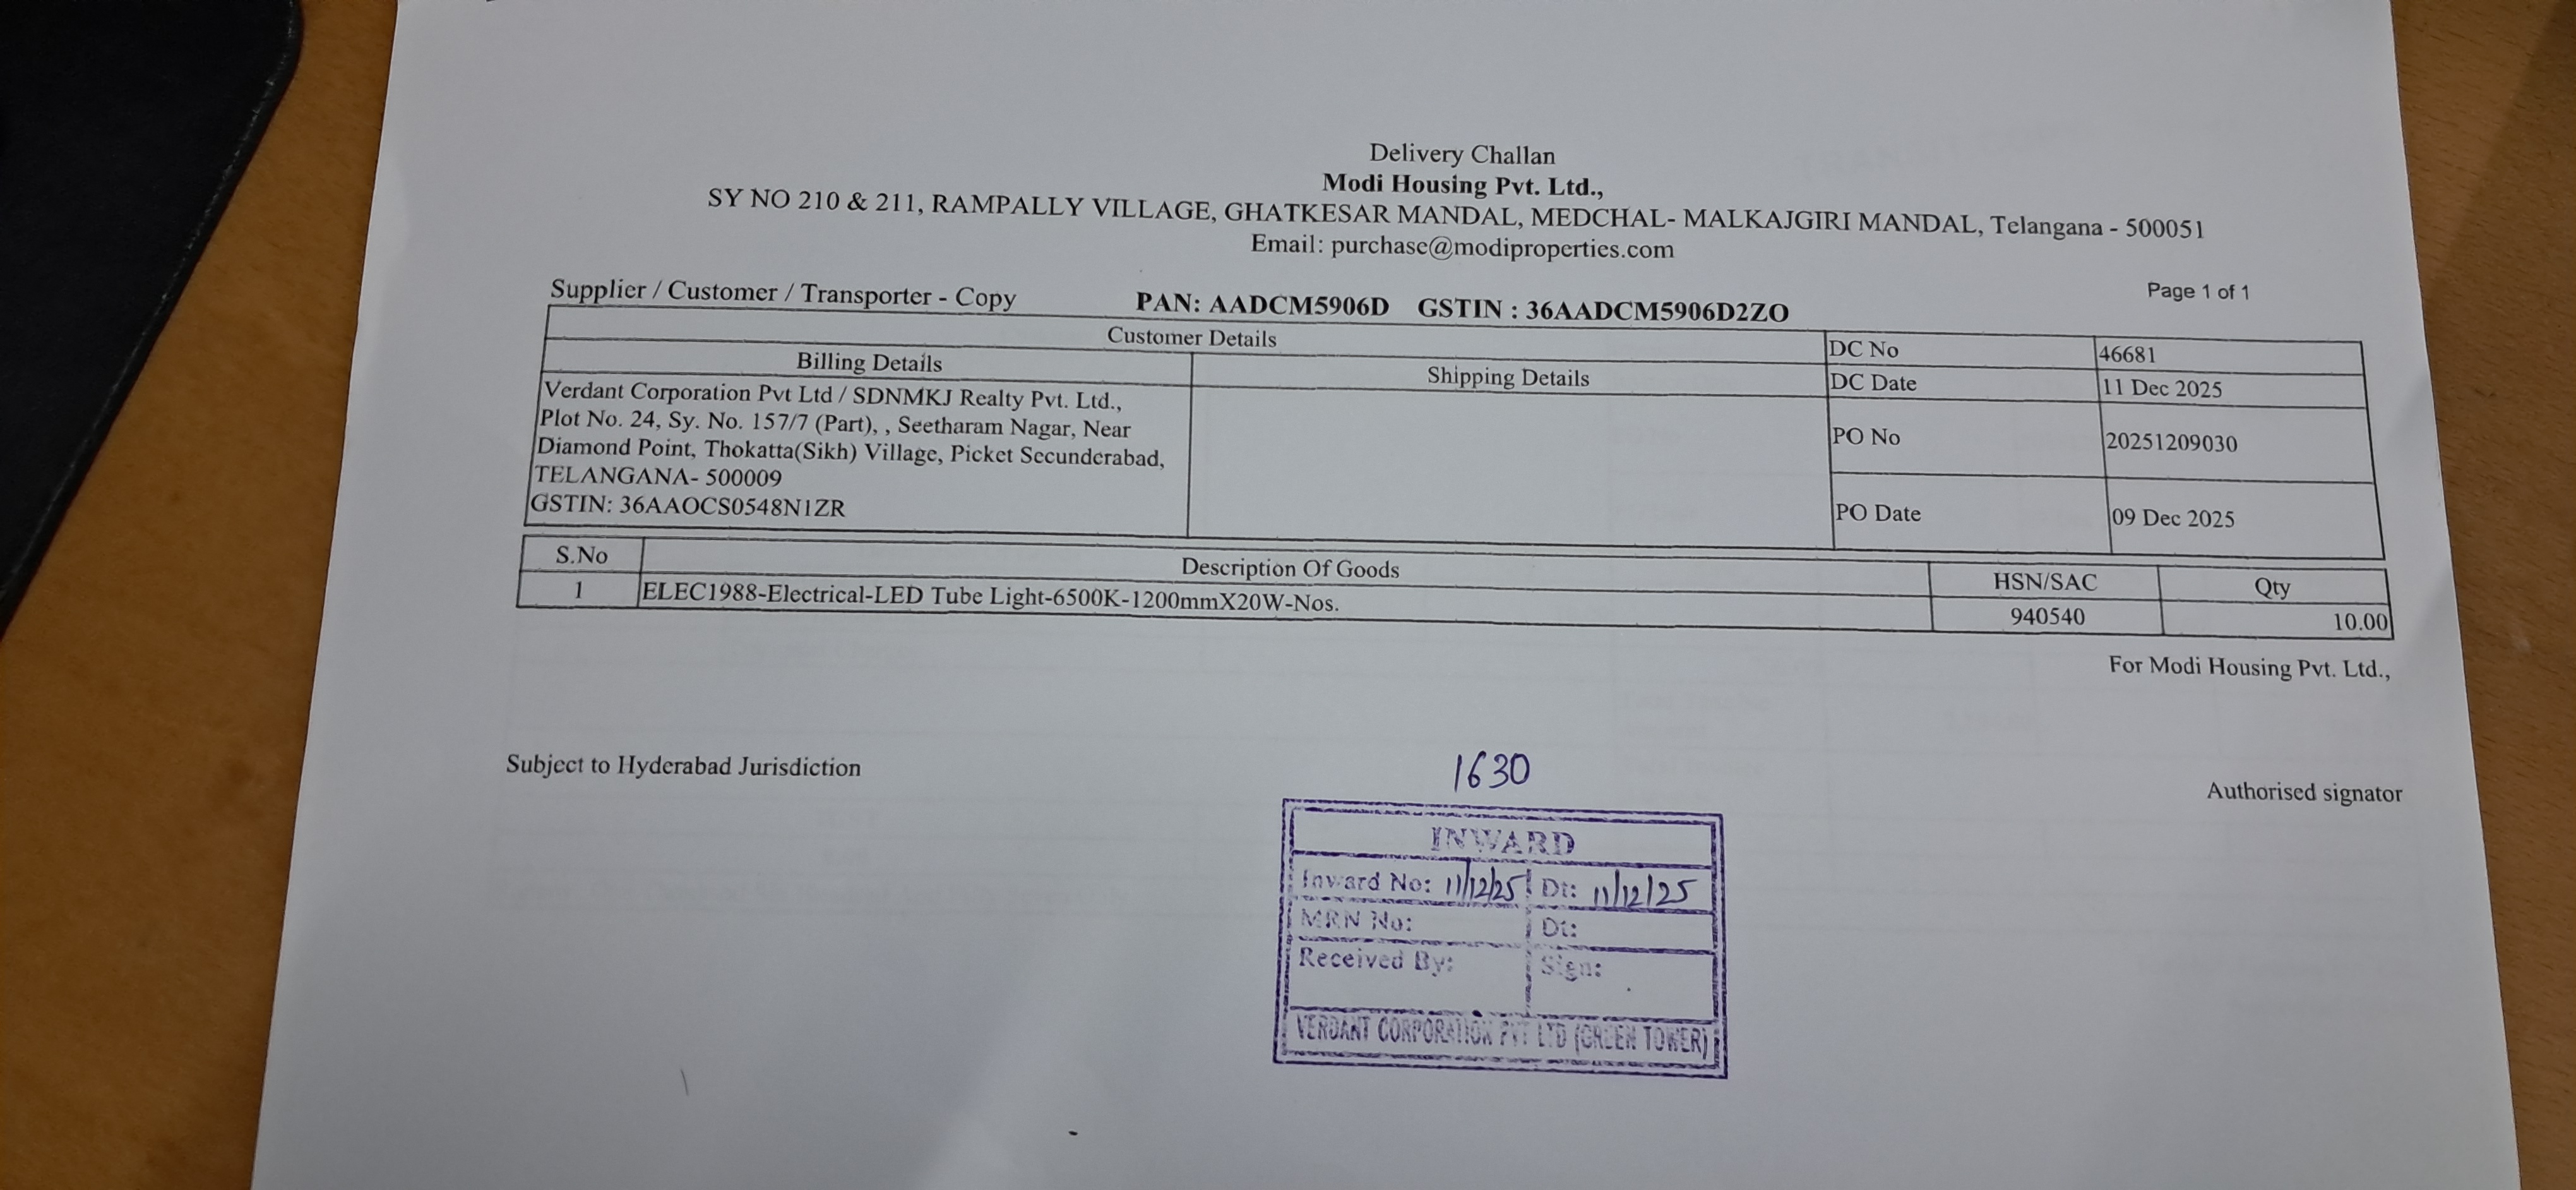 Delivery Challan
Modi Housing Pvt. Ltd.,
SY NO 210 & 211, RAMPALLY VILLAGE, GHATKESAR MANDAL, MEDCHAL- MALKAJGIRI MANDAL, Telangana - 500051
Email: purchase@modiproperties.com
Supplier / Customer / Transporter - Copy PAN: AADCM5906D GSTIN : 36AADCM5906D2ZO Page 1 of 1
Customer Details
Billing Details
Shipping Details
Verdant Corporation Pvt Ltd / SDNMKJ Realty Pvt. Ltd.,
Plot No. 24, Sy. No. 157/7 (Part), , Seetharam Nagar, Near
Diamond Point, Thokatta(Sikh) Village, Picket Secunderabad,
TELANGANA- 500009
GSTIN: 36AAOCS0548N1ZR
DC No 46681
DC Date 11 Dec 2025
PO No 20251209030
PO Date 09 Dec 2025
S.No Description Of Goods HSN/SAC Qty
1 ELEC1988-Electrical-LED Tube Light-6500K-1200mmX20W-Nos. 940540 10.00
For Modi Housing Pvt. Ltd.,
Subject to Hyderabad Jurisdiction
Authorised signator
1630
INWARD
Inward No: 11/12/25 Dt: 11/12/25
MRN No: Dt:
Received By: Sign:
VERDANT CORPORATION PVT LTD (GREEN TOWER)